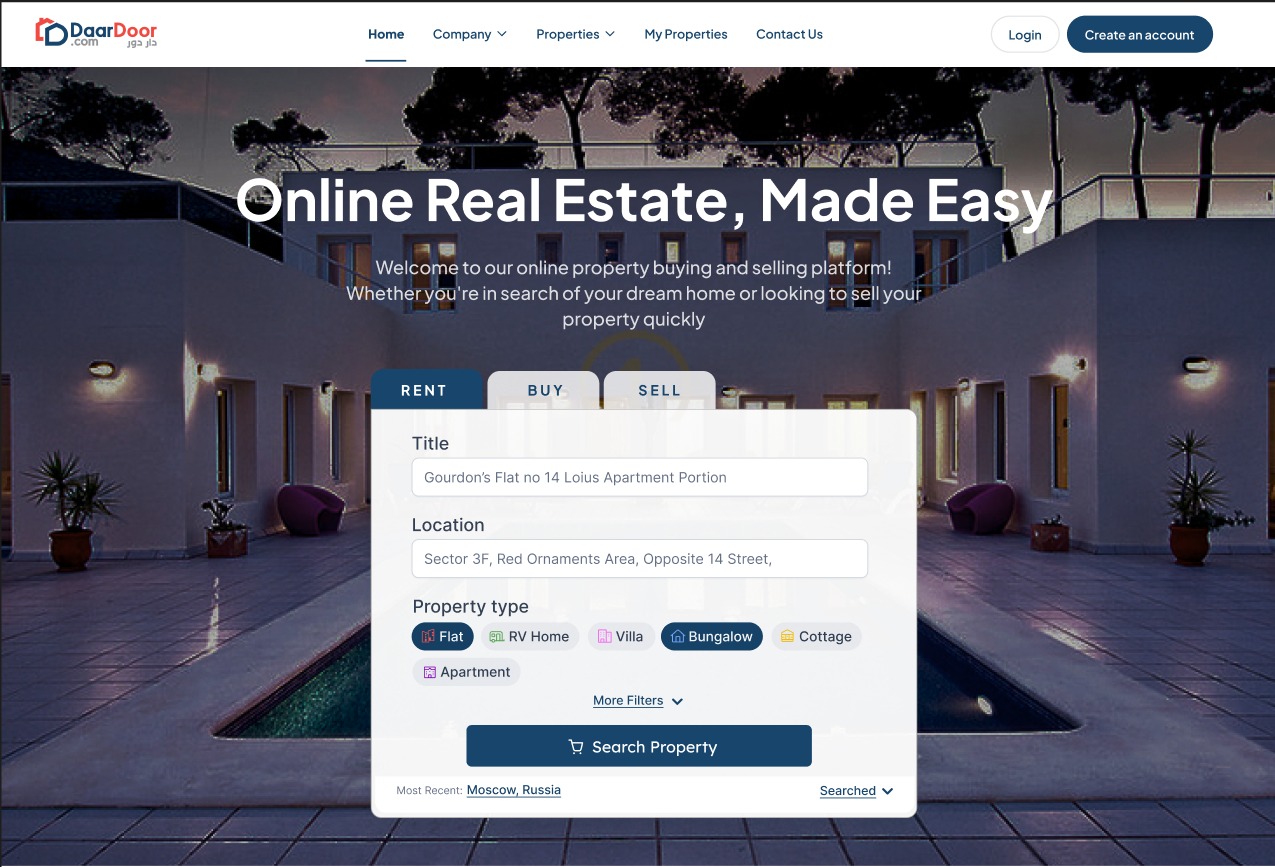 DaarDoor
.com دار دور
Home
Company
Properties
My Properties
Contact Us
Login
Create an account
Online Real Estate, Made Easy
Welcome to our online property buying and selling platform!
Whether you're in search of your dream home or looking to sell your
property quickly
RENT
BUY
SELL
Title
Gourdon’s Flat no 14 Loius Apartment Portion
Location
Sector 3F, Red Ornaments Area, Opposite 14 Street,
Property type
Flat
RV Home
Villa
Bungalow
Cottage
Apartment
More Filters
Search Property
Most Recent: Moscow, Russia
Searched